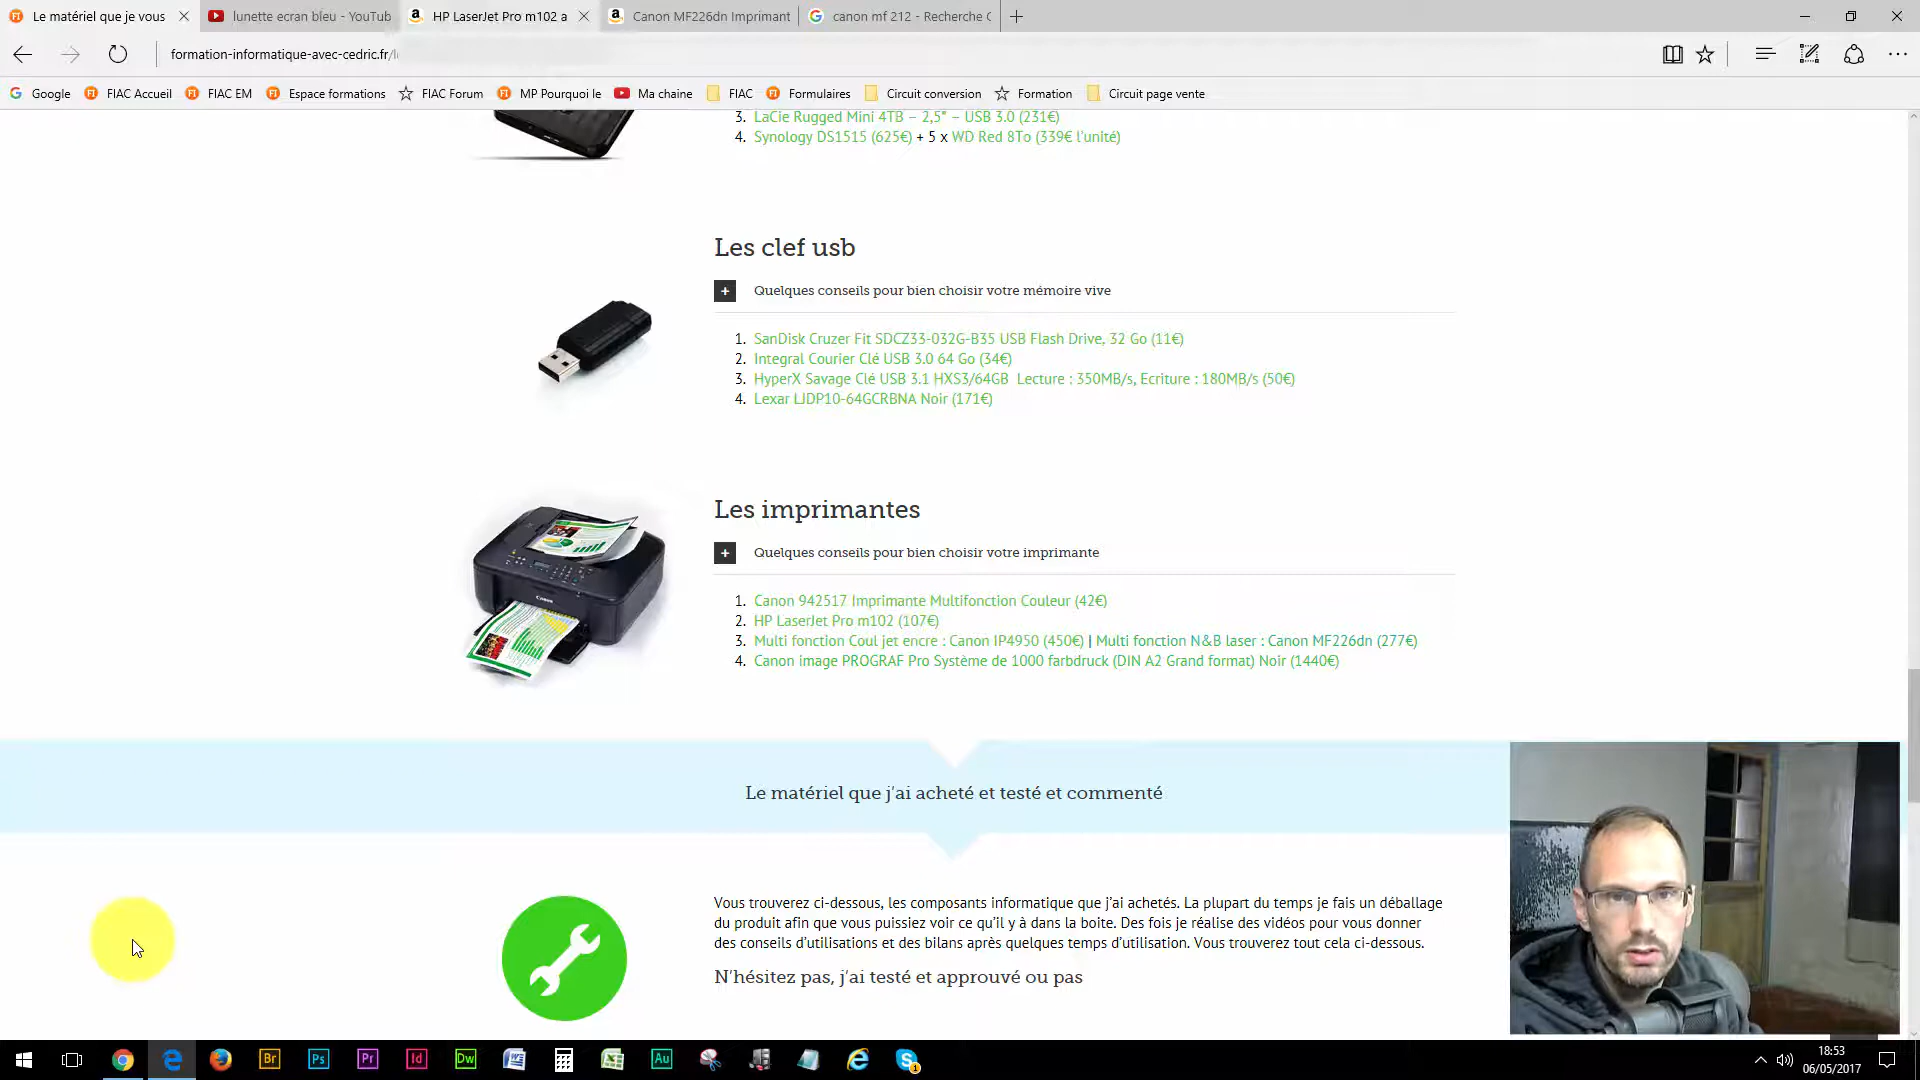 Le matériel que je vous
lunette ecran bleu - YouTub
HP LaserJet Pro m102 a
Canon MF226dn Imprimant
canon mf 212 - Recherche G
formation-informatique-avec-cedric.fr/l
Google
FIAC Accueil
FIAC EM
Espace formations
FIAC Forum
MP Pourquoi le
Ma chaine
FIAC
Formulaires
Circuit conversion
Formation
Circuit page vente
3. LaCie Rugged Mini 4TB – 2,5" – USB 3.0 (231€)
4. Synology DS1515 (625€) + 5 x WD Red 8To (339€ l'unité)
Les clef usb
+ Quelques conseils pour bien choisir votre mémoire vive
1. SanDisk Cruzer Fit SDCZ33-032G-B35 USB Flash Drive, 32 Go (11€)
2. Integral Courier Clé USB 3.0 64 Go (34€)
3. HyperX Savage Clé USB 3.1 HXS3/64GB Lecture : 350MB/s, Ecriture : 180MB/s (50€)
4. Lexar LJDP10-64GCRBNA Noir (171€)
Les imprimantes
+ Quelques conseils pour bien choisir votre imprimante
1. Canon 942517 Imprimante Multifonction Couleur (42€)
2. HP LaserJet Pro m102 (107€)
3. Multi fonction Coul jet encre : Canon IP4950 (450€) | Multi fonction N&B laser : Canon MF226dn (277€)
4. Canon image PROGRAF Pro Système de 1000 farbdruck (DIN A2 Grand format) Noir (1440€)
Le matériel que j'ai acheté et testé et commenté
Vous trouverez ci-dessous, les composants informatique que j'ai achetés. La plupart du temps je fais un déballage
du produit afin que vous puissiez voir ce qu'il y à dans la boite. Des fois je réalise des vidéos pour vous donner
des conseils d'utilisations et des bilans après quelques temps d'utilisation. Vous trouverez tout cela ci-dessous.
N'hésitez pas, j'ai testé et approuvé ou pas
Br
Ps
Pr
Id
Dw
Au
18:53
06/05/2017